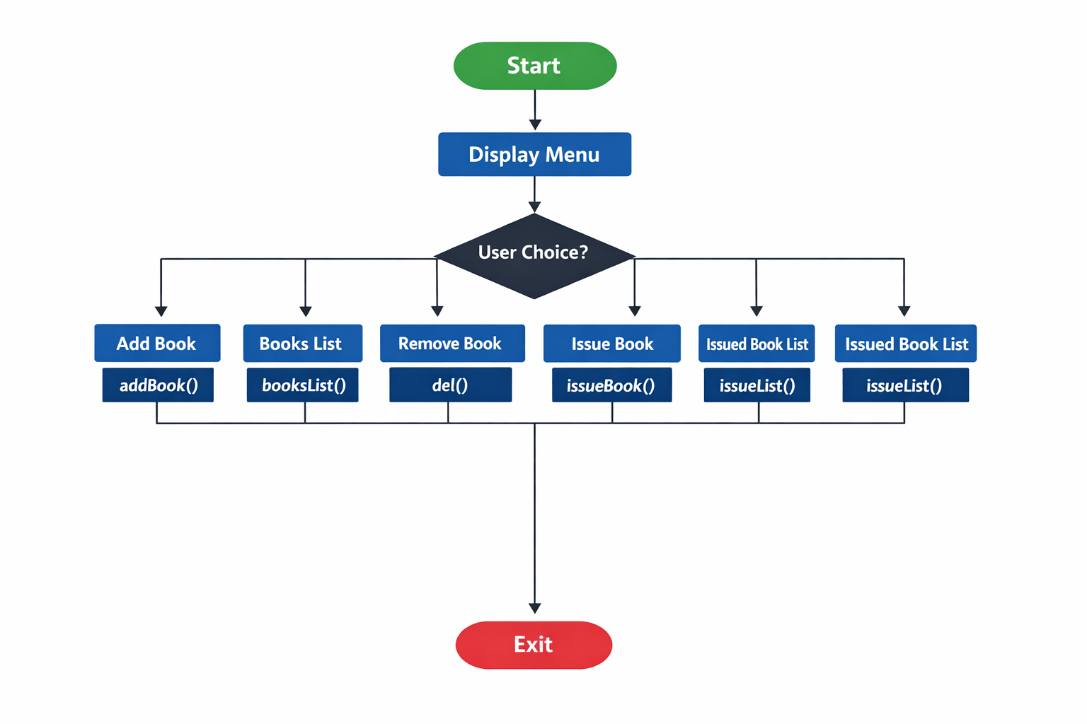 Start
Display Menu
User Choice?
Add Book
Books List
Remove Book
Issue Book
Issued Book List
Issued Book List
addBook()
booksList()
del()
issueBook()
issueList()
issueList()
Exit